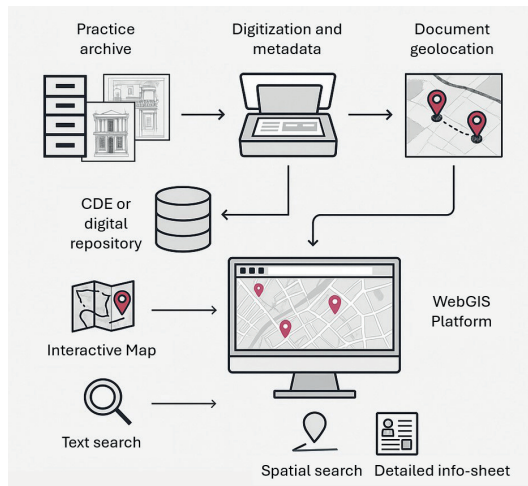 Practice
archive
Digitization and
metadata
Document
geolocation
CDE or
digital
repository
WebGIS
Platform
Interactive Map
Text search
Spatial search
Detailed info-sheet